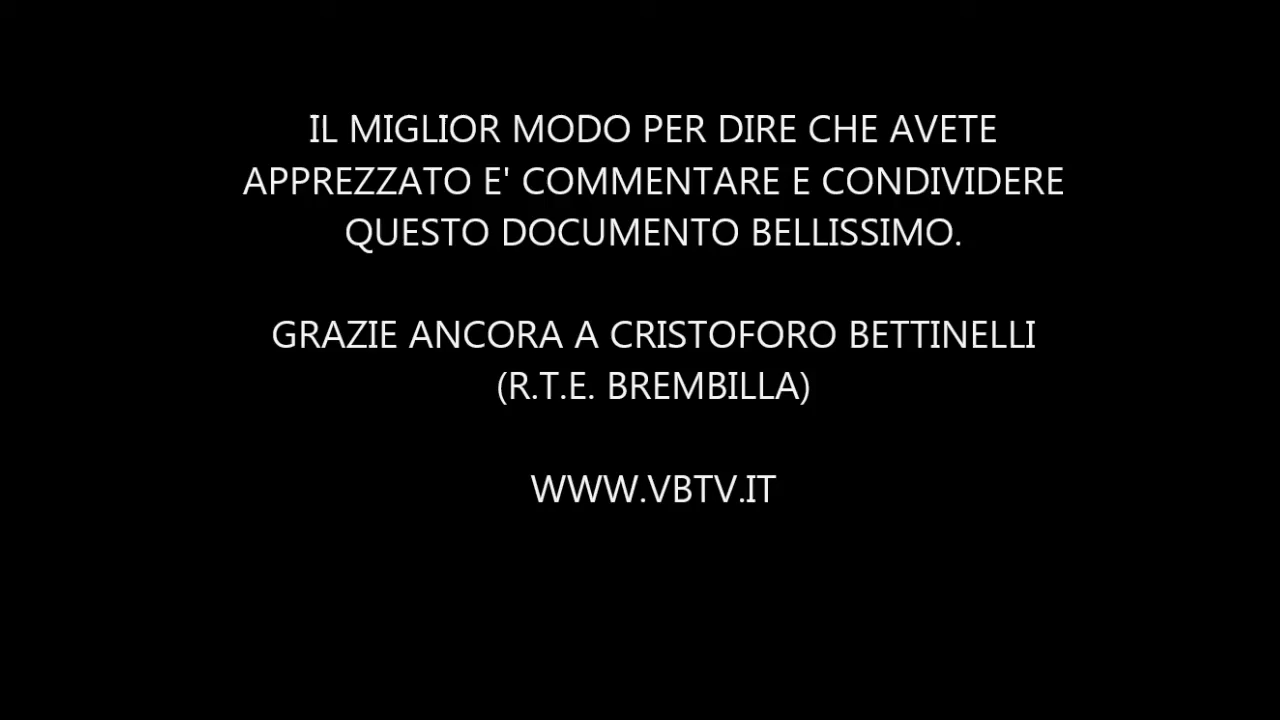 IL MIGLIOR MODO PER DIRE CHE AVETE
APPREZZATO E' COMMENTARE E CONDIVIDERE
QUESTO DOCUMENTO BELLISSIMO.
GRAZIE ANCORA A CRISTOFORO BETTINELLI
(R.T.E. BREMBILLA)
WWW.VBTV.IT